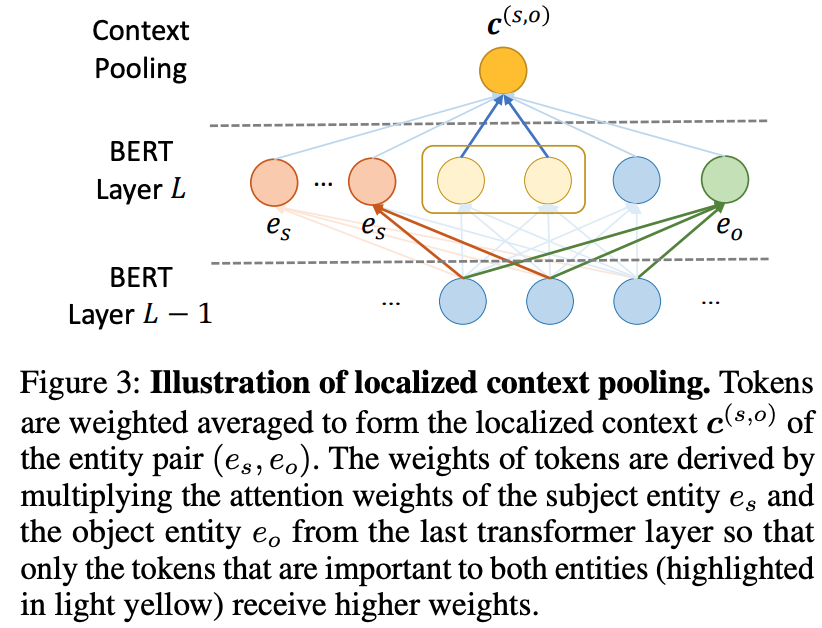 Context
Pooling
c^(s,o)
BERT
Layer L
...
e_s
e_s
e_o
BERT
Layer L − 1
...
...
Figure 3: Illustration of localized context pooling. Tokens
are weighted averaged to form the localized context c^(s,o) of
the entity pair (e_s, e_o). The weights of tokens are derived by
multiplying the attention weights of the subject entity e_s and
the object entity e_o from the last transformer layer so that
only the tokens that are important to both entities (highlighted
in light yellow) receive higher weights.